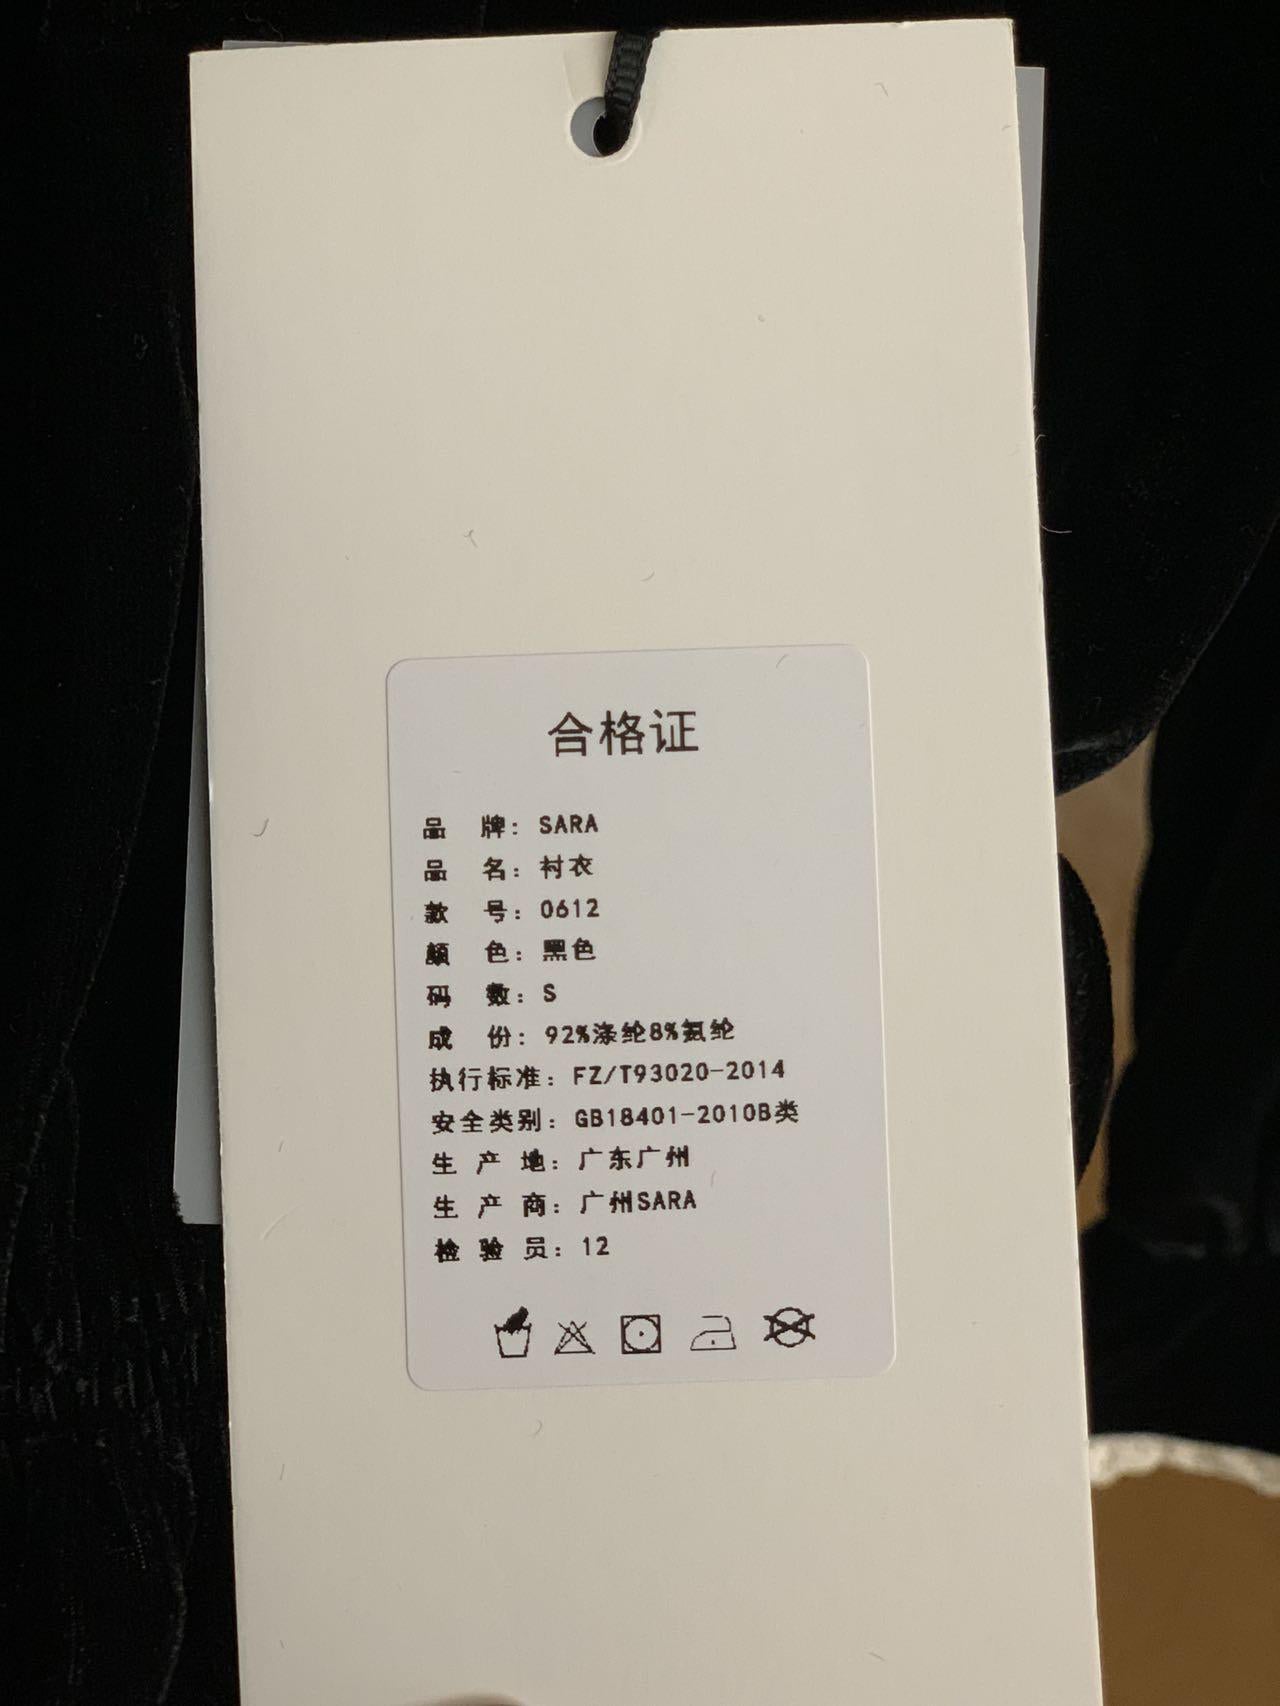 合格证
品 牌：SARA
品 名：衬衣
款 号：0612
颜 色：黑色
码 数：S
成 份：92%涤纶8%氨纶
执行标准：FZ/T93020-2014
安全类别：GB18401-2010B类
生 产 地：广东广州
生 产 商：广州SARA
检 验 员：12